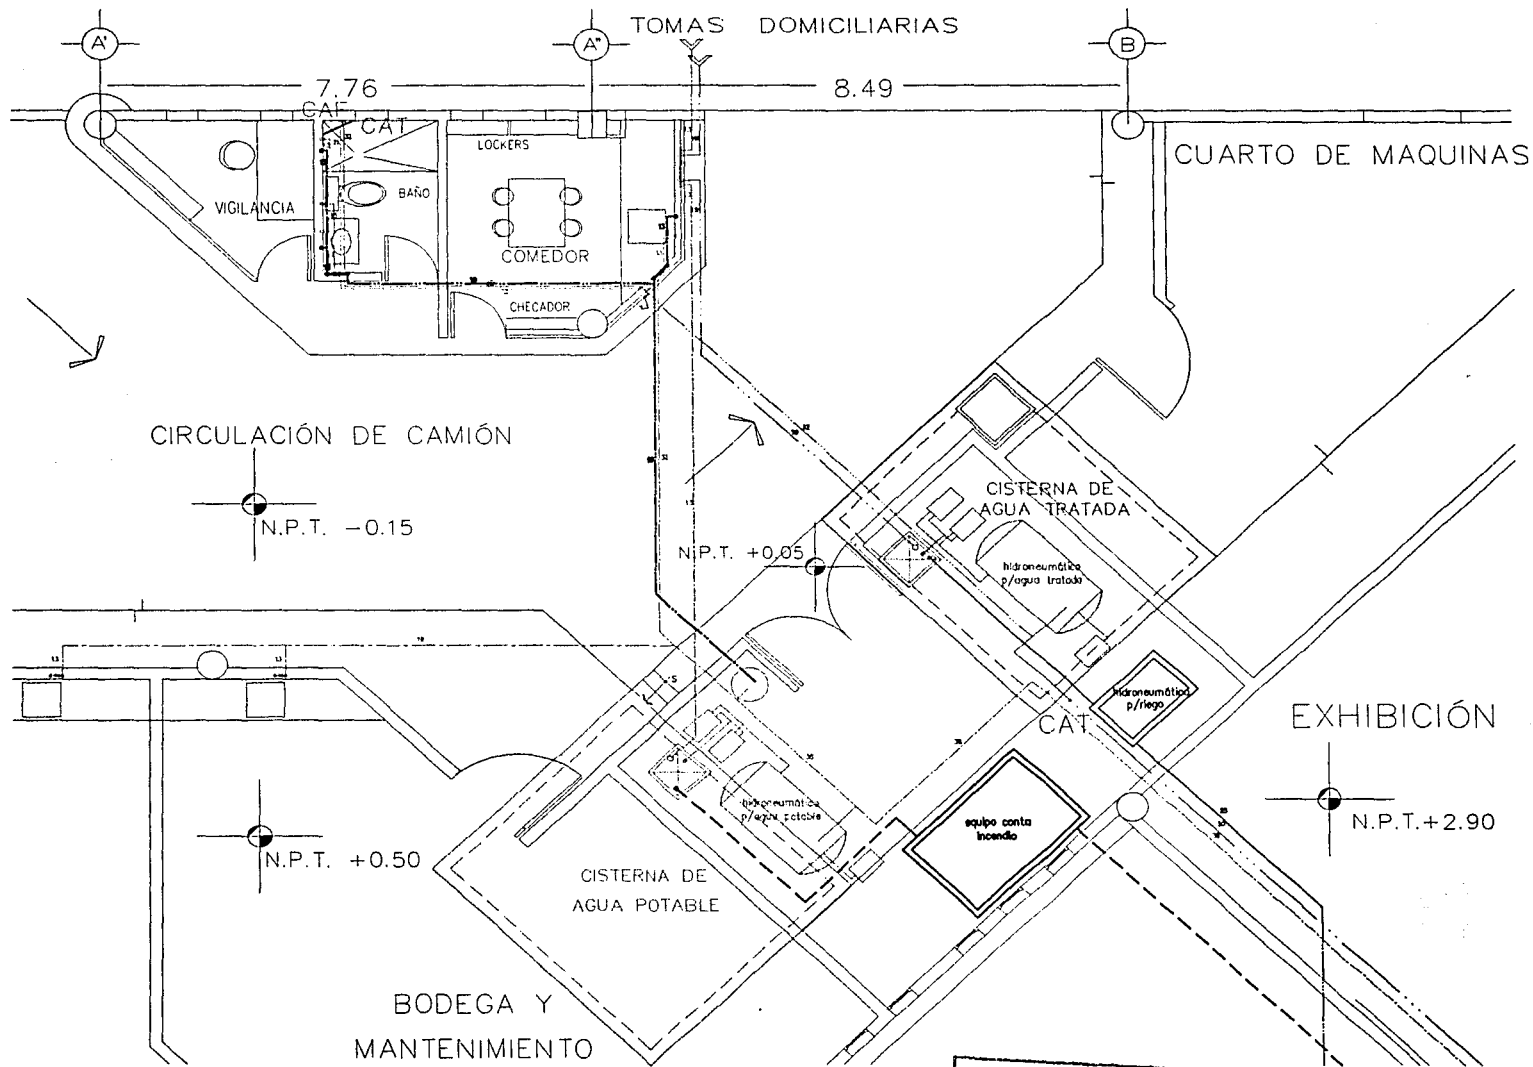 TOMAS DOMICILIARIAS
A'
A"
B
7.76
8.49
CAF
CAT
LOCKERS
CUARTO DE MAQUINAS
VIGILANCIA
BAÑO
COMEDOR
CHECADOR
CIRCULACIÓN DE CAMIÓN
N.P.T. -0.15
CISTERNA DE
AGUA TRATADA
N.P.T. +0.05
hidroneumático
p/agua tratada
hidroneumático
p/riego
S
CAT
EXHIBICIÓN
hidroneumático
p/agua potable
equipo conta
incendio
N.P.T.+2.90
N.P.T. +0.50
CISTERNA DE
AGUA POTABLE
BODEGA Y
MANTENIMIENTO